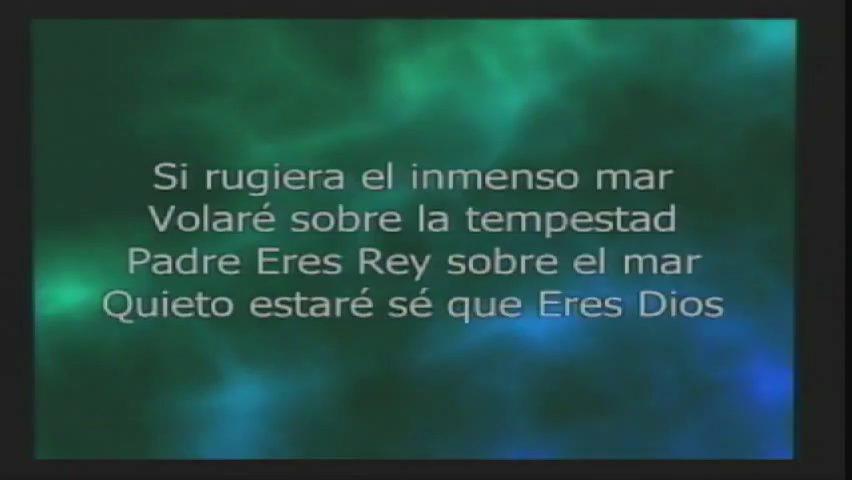 Si rugiera el inmenso mar
Volaré sobre la tempestad
Padre Eres Rey sobre el mar
Quieto estaré sé que Eres Dios